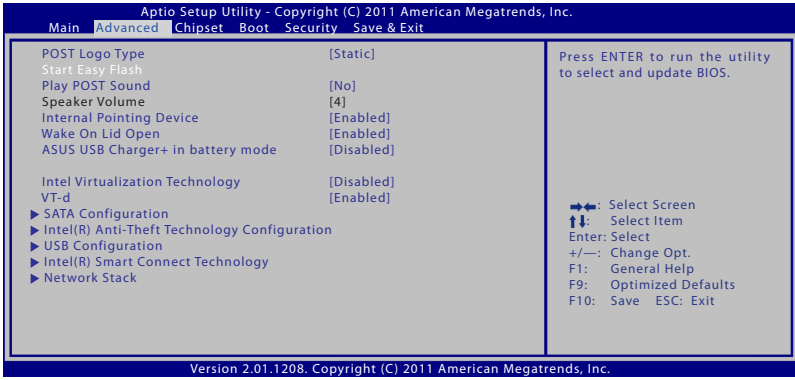 Aptio Setup Utility - Copyright (C) 2011 American Megatrends, Inc.
Main Advanced Chipset Boot Security Save & Exit
POST Logo Type [Static]
Start Easy Flash
Play POST Sound [No]
Speaker Volume [4]
Internal Pointing Device [Enabled]
Wake On Lid Open [Enabled]
ASUS USB Charger+ in battery mode [Disabled]
Intel Virtualization Technology [Disabled]
VT-d [Enabled]
SATA Configuration
Intel(R) Anti-Theft Technology Configuration
USB Configuration
Intel(R) Smart Connect Technology
Network Stack
Press ENTER to run the utility
to select and update BIOS.
: Select Screen
: Select Item
Enter: Select
+/—: Change Opt.
F1: General Help
F9: Optimized Defaults
F10: Save ESC: Exit
Version 2.01.1208. Copyright (C) 2011 American Megatrends, Inc.